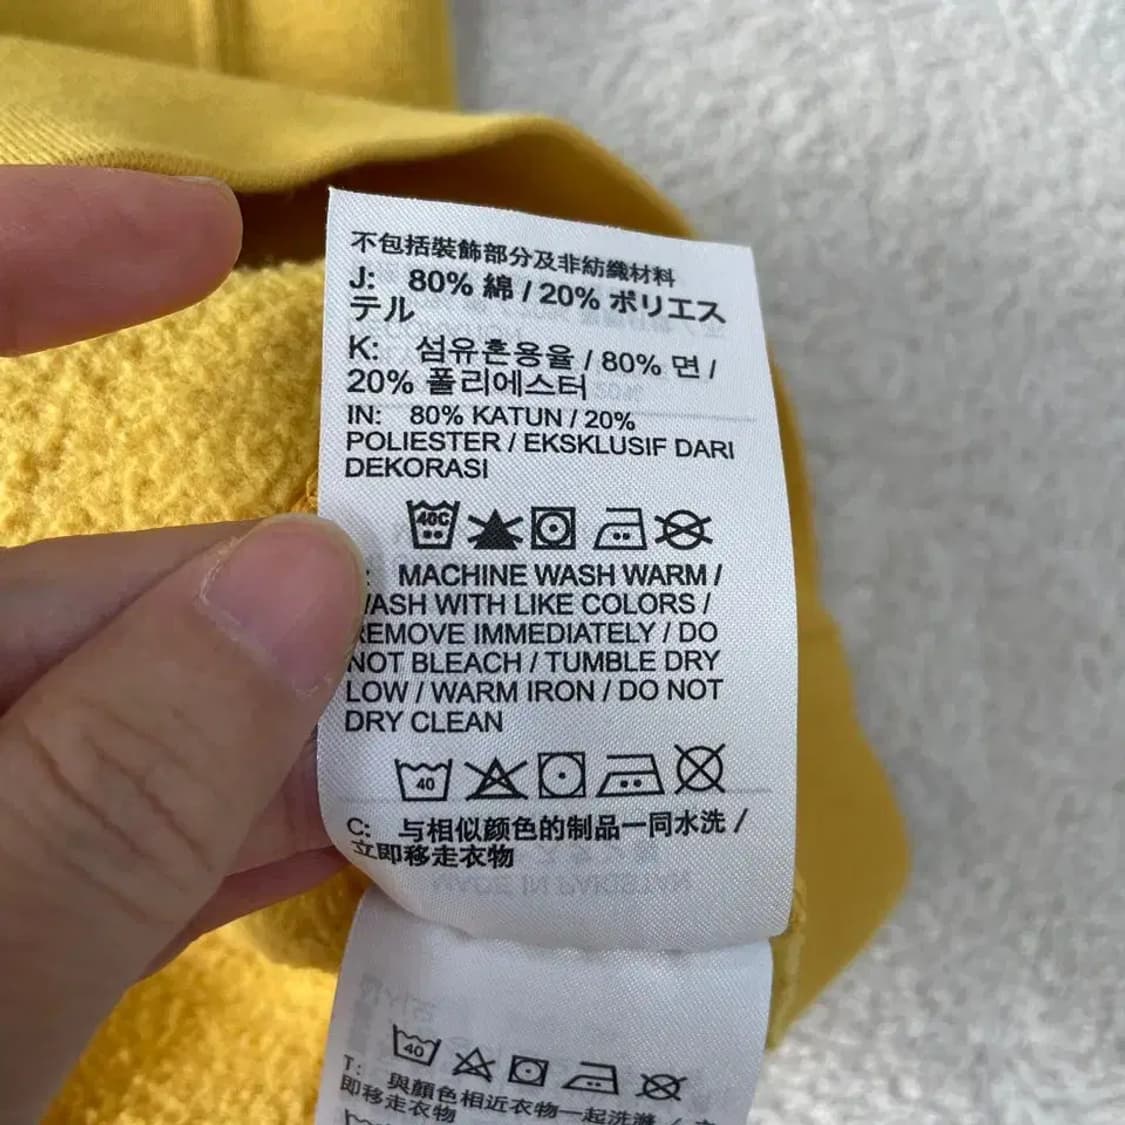 不包括裝飾部分及非紡織材料
J: 80% 綿 / 20% ポリエス
テル
K: 섬유혼용율 / 80% 면 /
20% 폴리에스터
IN: 80% KATUN / 20%
POLIESTER / EKSKLUSIF DARI
DEKORASI
40C
: MACHINE WASH WARM /
WASH WITH LIKE COLORS /
REMOVE IMMEDIATELY / DO
NOT BLEACH / TUMBLE DRY
LOW / WARM IRON / DO NOT
DRY CLEAN
40
C: 与相似颜色的制品一同水洗 /
立即移走衣物
MADE IN PAKISTAN
40
T: 與顏色相近衣物一起洗滌 /
即移走衣物